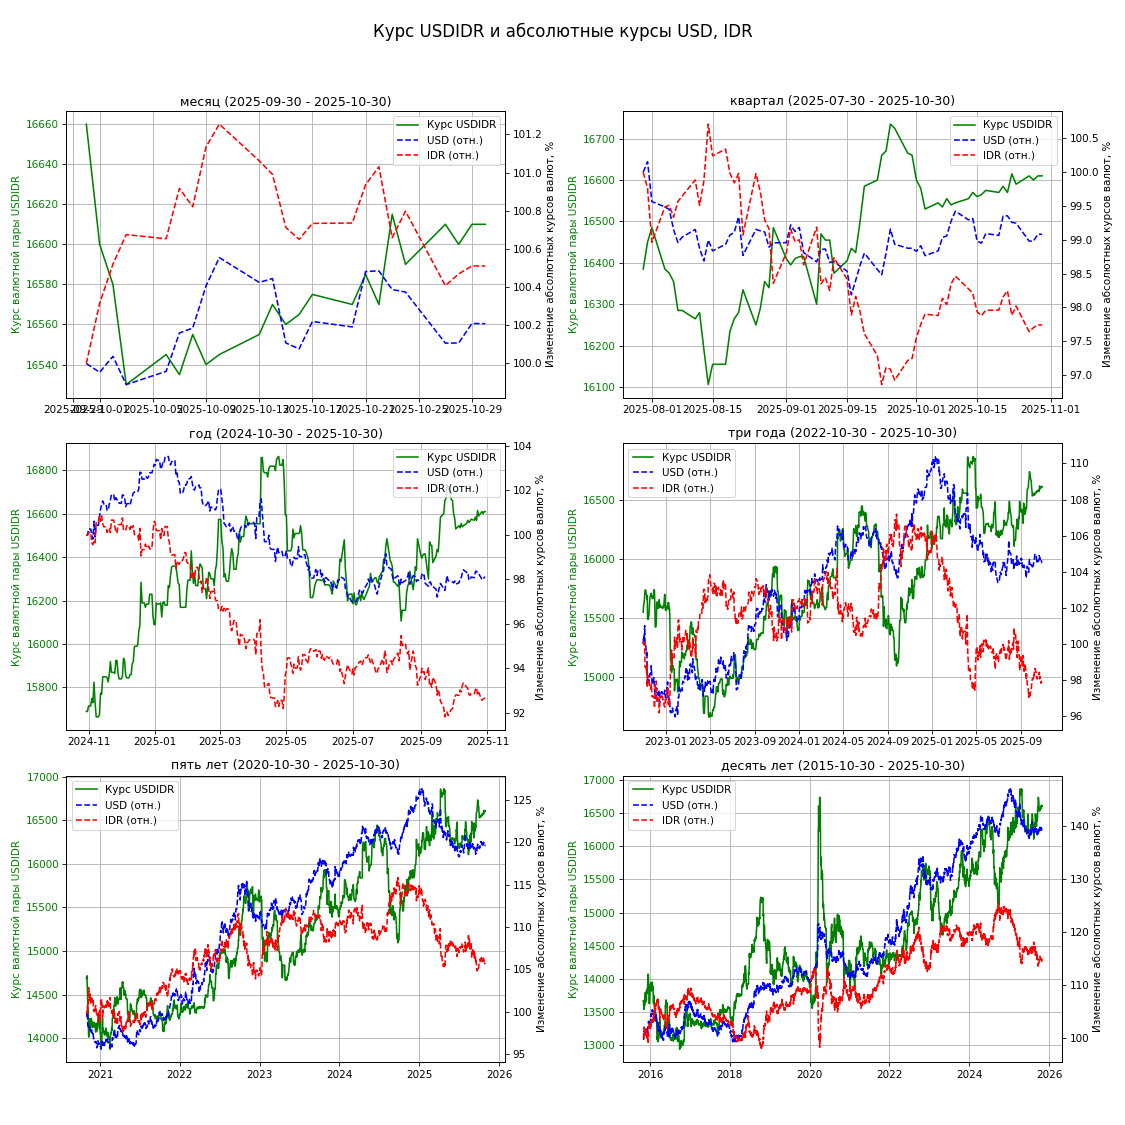 Курс USDIDR и абсолютные курсы USD, IDR
месяц (2025-09-30 - 2025-10-30)
Курс валютной пары USDIDR
16660
16640
16620
16600
16580
16560
16540
Курс USDIDR
USD (отн.)
IDR (отн.)
101.2
101.0
100.8
100.6
100.4
100.2
100.0
Изменение абсолютных курсов валют, %
2025-10-01 2025-10-05 2025-10-09 2025-10-13 2025-10-17 2025-10-21 2025-10-25 2025-10-29
квартал (2025-07-30 - 2025-10-30)
Курс валютной пары USDIDR
16700
16600
16500
16400
16300
16200
16100
Курс USDIDR
USD (отн.)
IDR (отн.)
100.5
100.0
99.5
99.0
98.5
98.0
97.5
97.0
Изменение абсолютных курсов валют, %
2025-08-01 2025-08-15 2025-09-01 2025-09-15 2025-10-01 2025-10-15 2025-11-01
год (2024-10-30 - 2025-10-30)
Курс валютной пары USDIDR
16800
16600
16400
16200
16000
15800
Курс USDIDR
USD (отн.)
IDR (отн.)
104
102
100
98
96
94
92
Изменение абсолютных курсов валют, %
2024-11 2025-01 2025-03 2025-05 2025-07 2025-09 2025-11
три года (2022-10-30 - 2025-10-30)
Курс валютной пары USDIDR
16500
16000
15500
15000
Курс USDIDR
USD (отн.)
IDR (отн.)
110
108
106
104
102
100
98
96
Изменение абсолютных курсов валют, %
2023-01 2023-05 2023-09 2024-01 2024-05 2024-09 2025-01 2025-05 2025-09
пять лет (2020-10-30 - 2025-10-30)
Курс валютной пары USDIDR
17000
16500
16000
15500
15000
14500
14000
Курс USDIDR
USD (отн.)
IDR (отн.)
125
120
115
110
105
100
95
Изменение абсолютных курсов валют, %
2021 2022 2023 2024 2025 2026
десять лет (2015-10-30 - 2025-10-30)
Курс валютной пары USDIDR
17000
16500
16000
15500
15000
14500
14000
13500
13000
Курс USDIDR
USD (отн.)
IDR (отн.)
140
130
120
110
100
Изменение абсолютных курсов валют, %
2016 2018 2020 2022 2024 2026